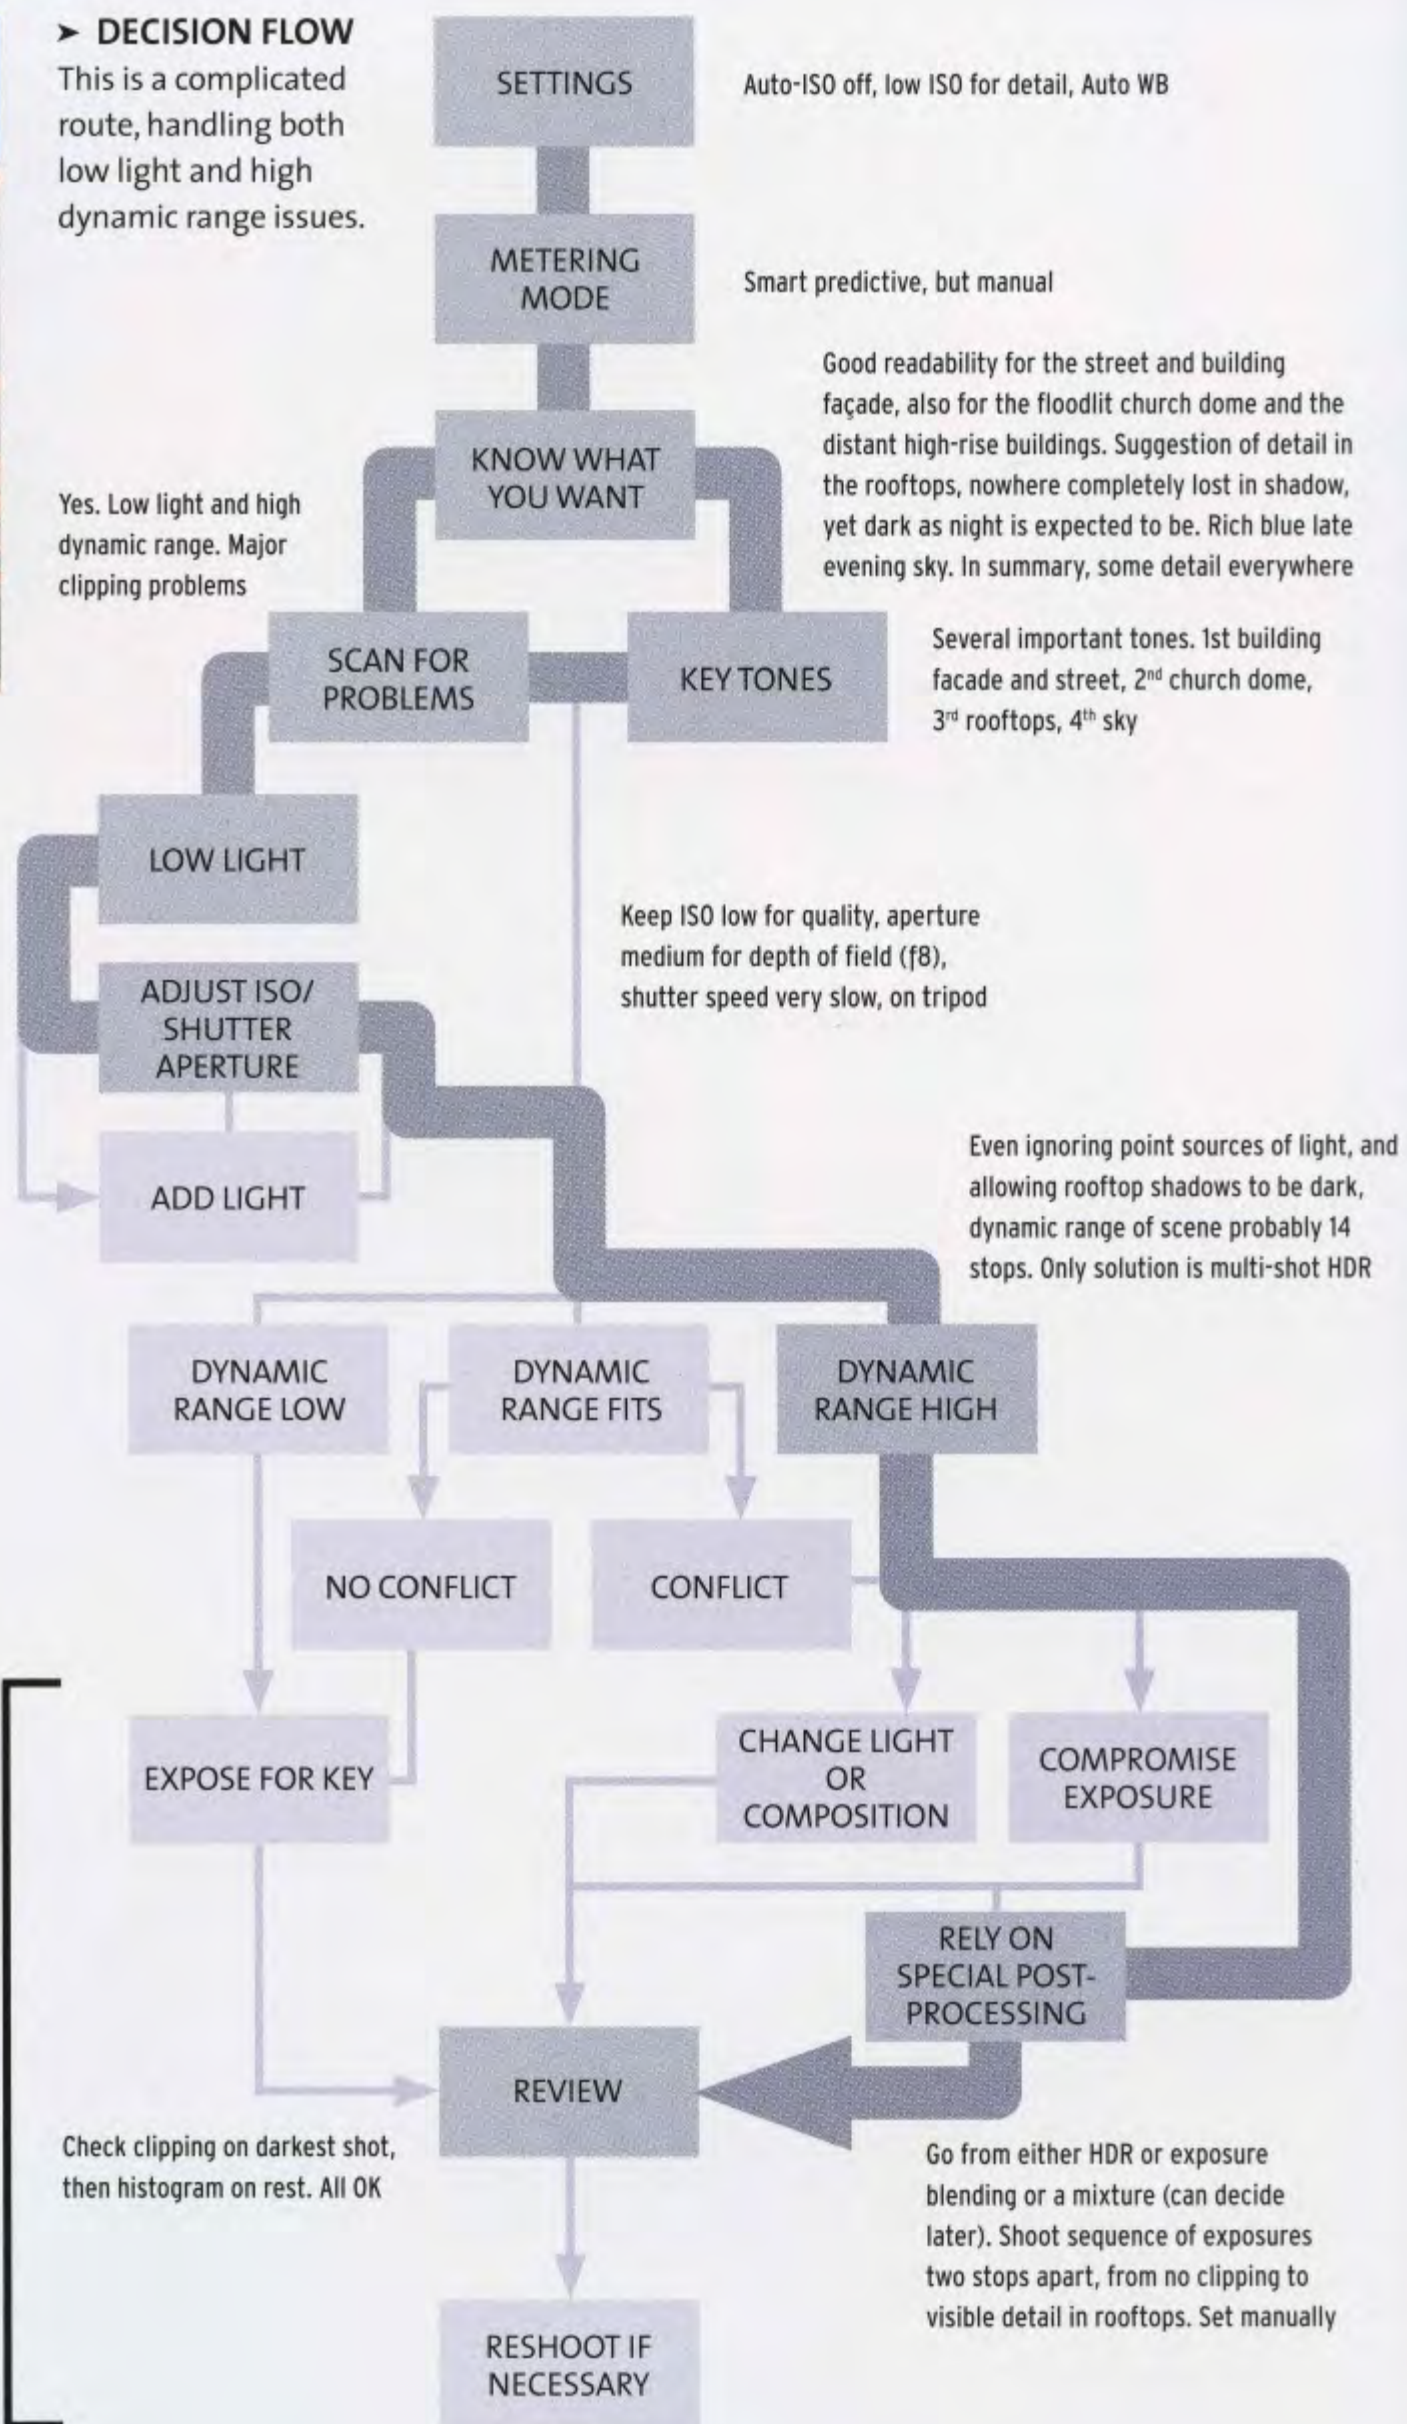 ➤ DECISION FLOW
This is a complicated
route, handling both
low light and high
dynamic range issues.
SETTINGS
Auto-ISO off, low ISO for detail, Auto WB
METERING
MODE
Smart predictive, but manual
KNOW WHAT
YOU WANT
Good readability for the street and building
façade, also for the floodlit church dome and the
distant high-rise buildings. Suggestion of detail in
the rooftops, nowhere completely lost in shadow,
yet dark as night is expected to be. Rich blue late
evening sky. In summary, some detail everywhere
Yes. Low light and high
dynamic range. Major
clipping problems
SCAN FOR
PROBLEMS
KEY TONES
Several important tones. 1st building
facade and street, 2nd church dome,
3rd rooftops, 4th sky
LOW LIGHT
Keep ISO low for quality, aperture
medium for depth of field (f8),
shutter speed very slow, on tripod
ADJUST ISO/
SHUTTER
APERTURE
ADD LIGHT
Even ignoring point sources of light, and
allowing rooftop shadows to be dark,
dynamic range of scene probably 14
stops. Only solution is multi-shot HDR
DYNAMIC
RANGE LOW
DYNAMIC
RANGE FITS
DYNAMIC
RANGE HIGH
NO CONFLICT
CONFLICT
EXPOSE FOR KEY
CHANGE LIGHT
OR
COMPOSITION
COMPROMISE
EXPOSURE
RELY ON
SPECIAL POST-
PROCESSING
REVIEW
Check clipping on darkest shot,
then histogram on rest. All OK
Go from either HDR or exposure
blending or a mixture (can decide
later). Shoot sequence of exposures
two stops apart, from no clipping to
visible detail in rooftops. Set manually
RESHOOT IF
NECESSARY